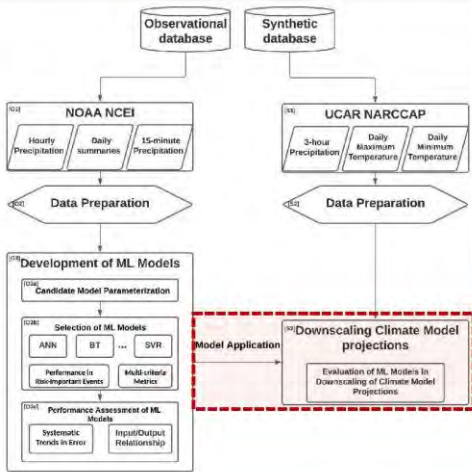 Observational
database
Synthetic
database
[O1]
NOAA NCEI
Hourly
Precipitation
Daily
summaries
15-minute
Precipitation
[S1]
UCAR NARCCAP
3-hour
Precipitation
Daily
Maximum
Temperature
Daily
Minimum
Temperature
[O2]
Data Preparation
[S2]
Data Preparation
[O3]
Development of ML Models
[O3a]
Candidate Model Parameterization
[O3b]
Selection of ML Models
ANN
BT
...
SVR
Performance in
Risk-Important Events
Multi-criteria
Metrics
Performance Assessment of ML
Models
Systematic
Trends in Error
Input/Output
Relationship
Model Application
[S3]
Downscaling Climate Model
projections
Evaluation of ML Models in
Downscaling of Climate Model
Projections